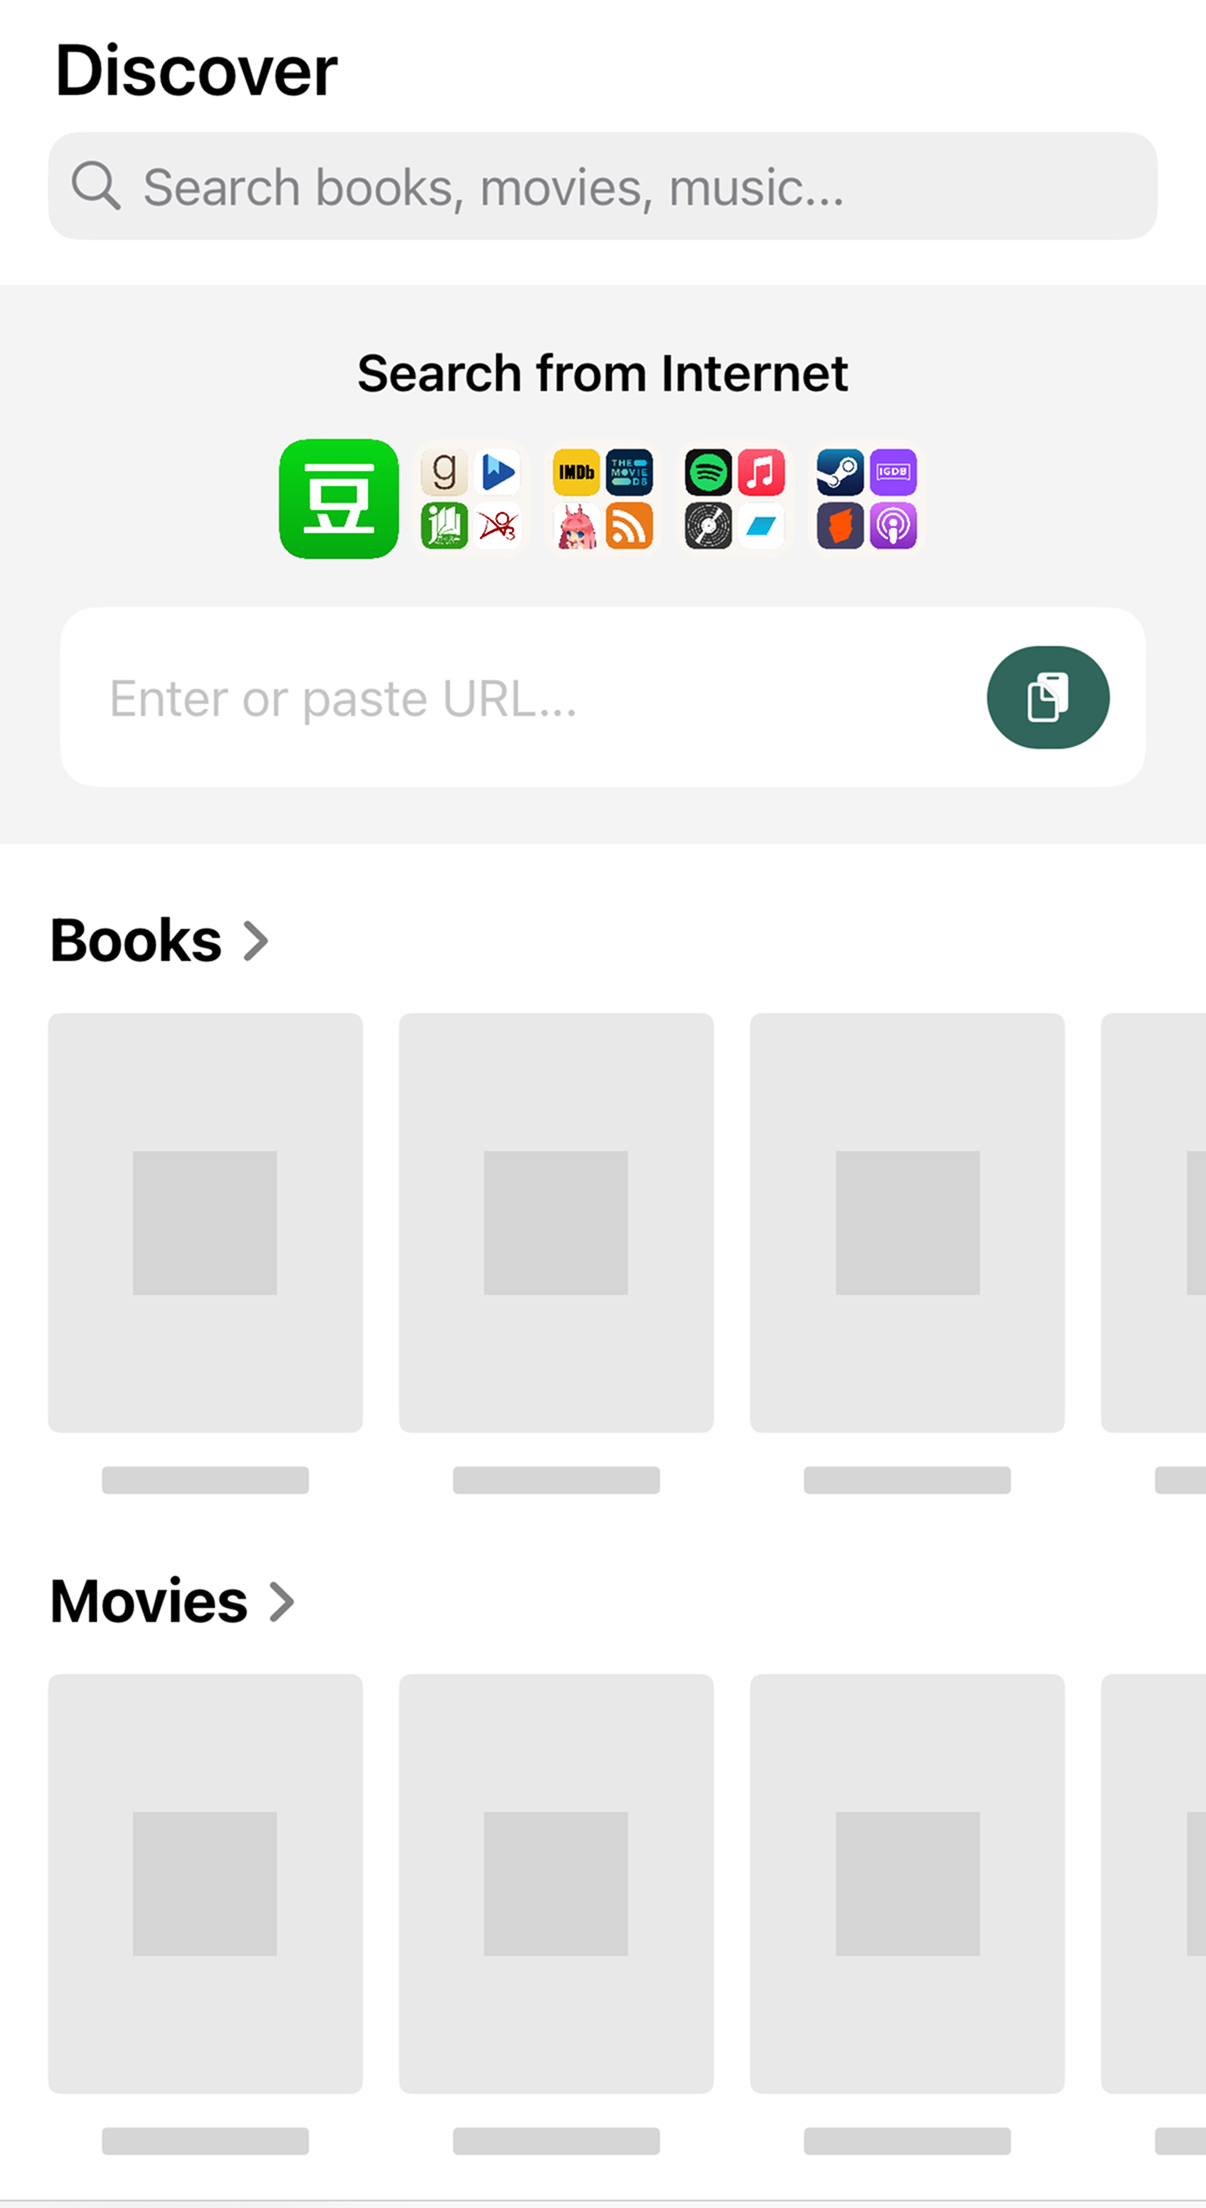 Discover
Search books, movies, music...
Search from Internet
豆
g
IMDb
THE
MOVIE
DB
IGDB
Enter or paste URL...
Books
Movies